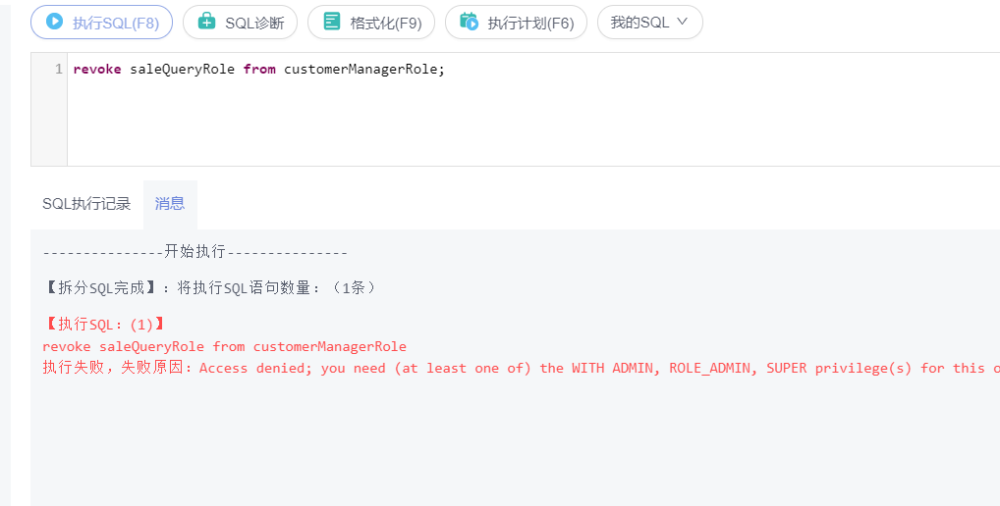 执行SQL(F8) SQL诊断 格式化(F9) 执行计划(F6) 我的SQL
1 revoke saleQueryRole from customerManagerRole;
SQL执行记录 消息
---------------开始执行---------------
【拆分SQL完成】：将执行SQL语句数量：（1条）
【执行SQL：(1)】
revoke saleQueryRole from customerManagerRole
执行失败，失败原因：Access denied; you need (at least one of) the WITH ADMIN, ROLE_ADMIN, SUPER privilege(s) for this